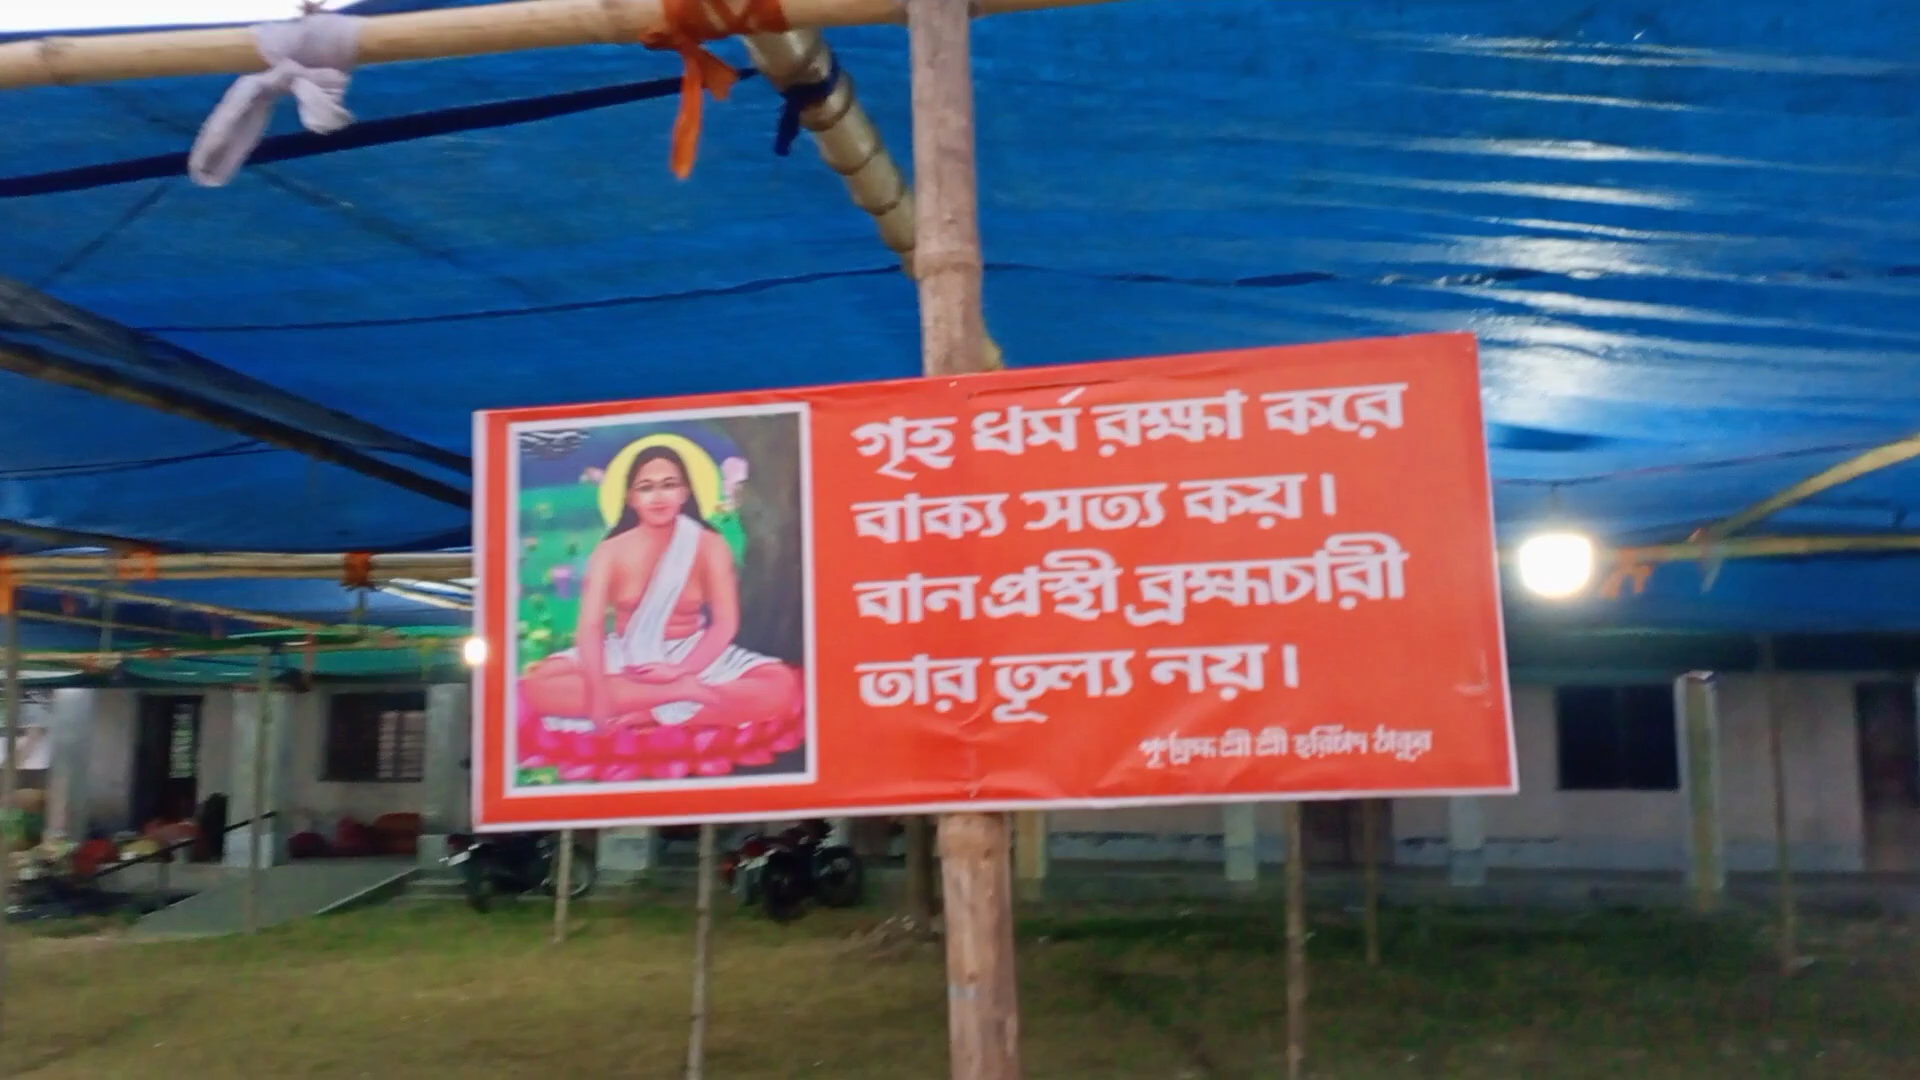 গৃহ ধর্ম রক্ষা করে
বাক্য সত্য কয়।
বানপ্রস্থী ব্রহ্মচারী
তার তূল্য নয়।
পূর্ণব্রহ্ম শ্রী শ্রী হরিচাঁদ ঠাকুর